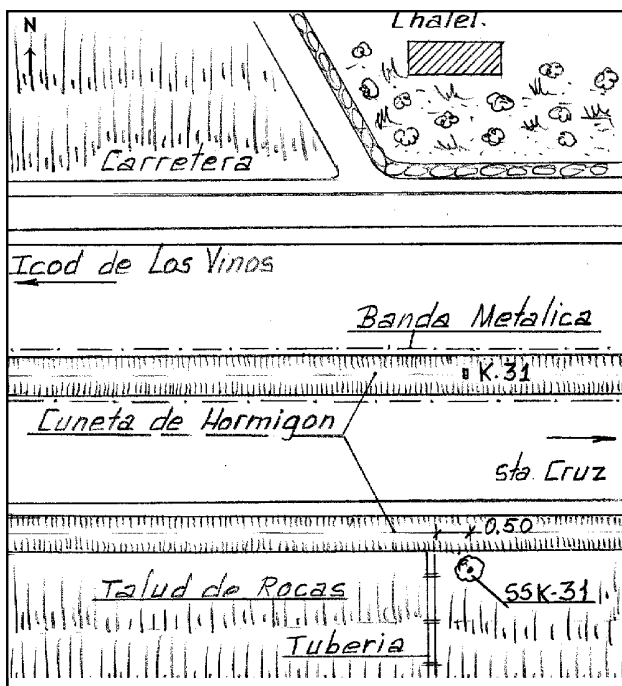 N
Chalet.
Carretera
Icod de Los Vinos
Banda Metalica
K.31
Cuneta de Hormigon
Sta. Cruz
0.50
Talud de Rocas
SSK-31
Tuberia